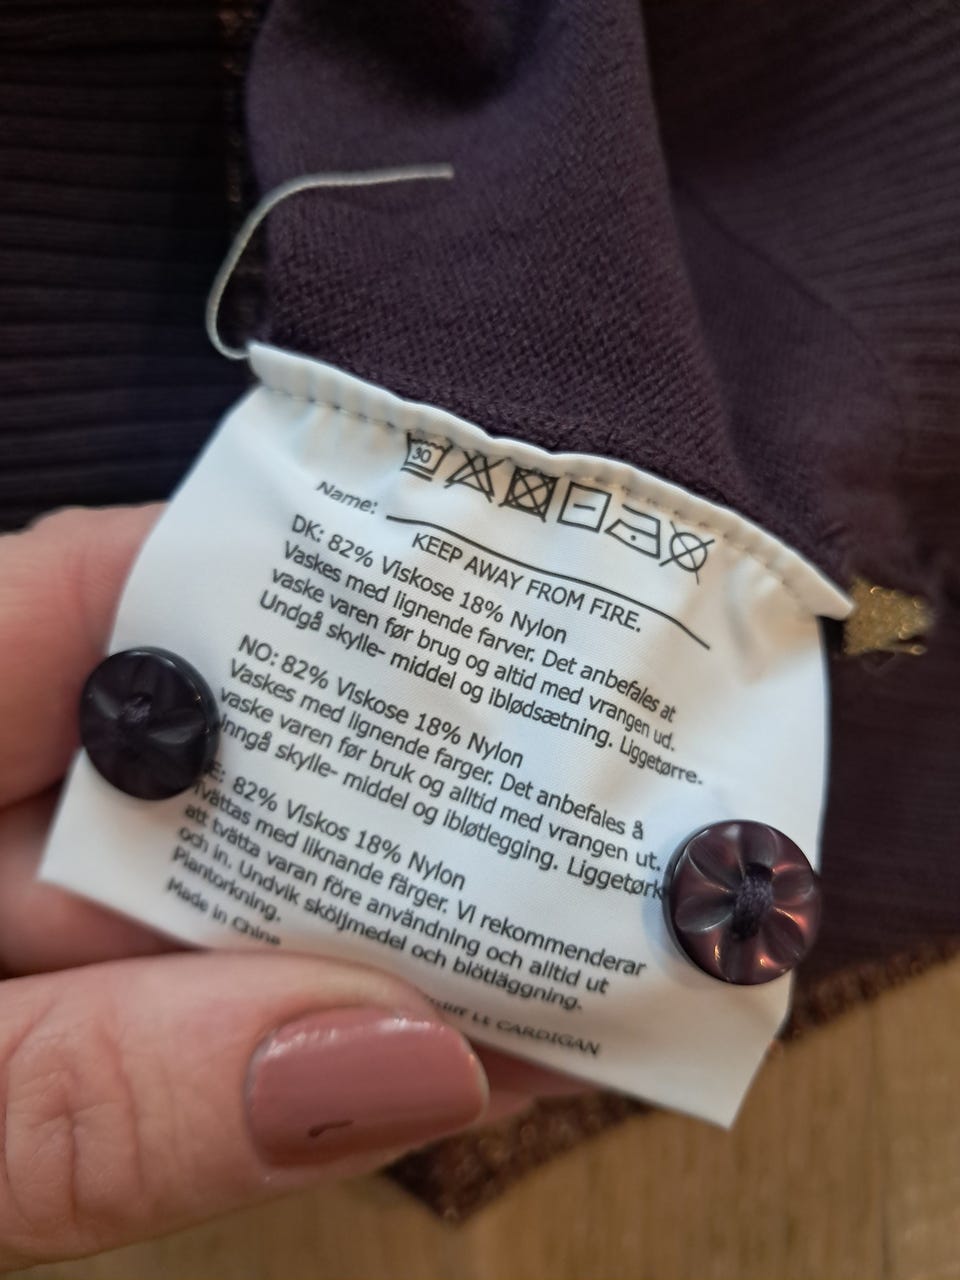 30
Name:
KEEP AWAY FROM FIRE.
DK: 82% Viskose 18% Nylon
Vaskes med lignende farver. Det anbefales at
vaske varen før brug og altid med vrangen ud.
Undgå skylle- middel og iblødsætning. Liggetørre.
NO: 82% Viskose 18% Nylon
Vaskes med lignende farger. Det anbefales å
vaske varen før bruk og alltid med vrangen ut.
Inngå skylle- middel og ibløtlegging.
82% Viskos 18% Nylon
Tvättas med liknande färger. Vi rekommenderar
att tvätta varan före användning och alltid ut
och in. Undvik sköljmedel och blötläggning.
Plantorkning.
Made in China
LS CARDIGAN